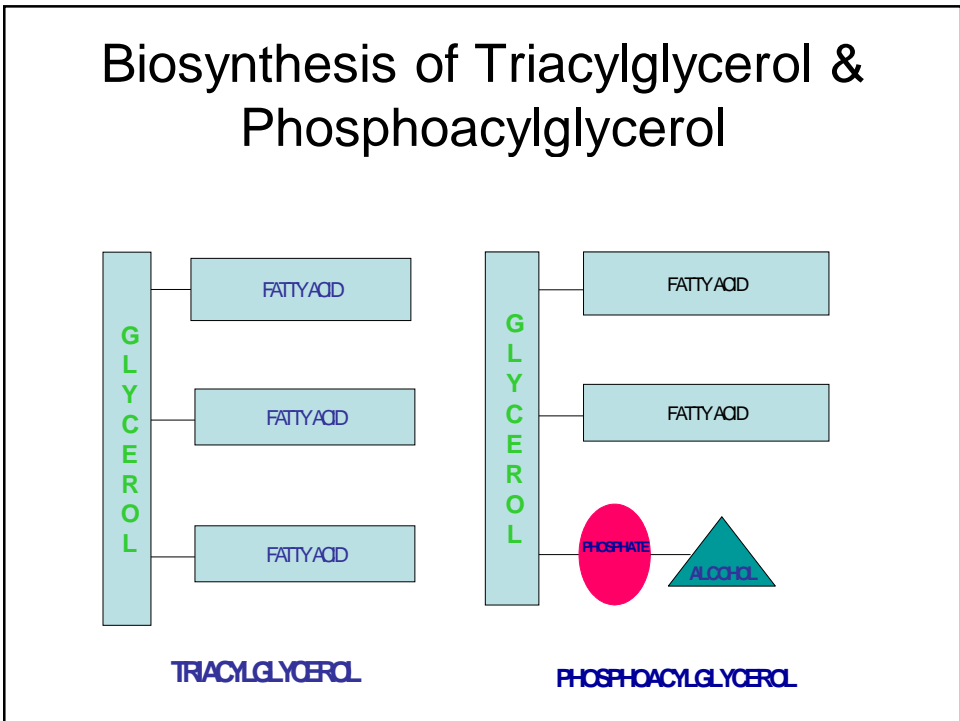 Biosynthesis of Triacylglycerol &
Phosphoacylglycerol
GLYCEROL
FATTY ACID
FATTY ACID
FATTY ACID
TRIACYLGLYCEROL
GLYCEROL
FATTY ACID
FATTY ACID
PHOSPHATE
ALCOHOL
PHOSPHOACYLGLYCEROL